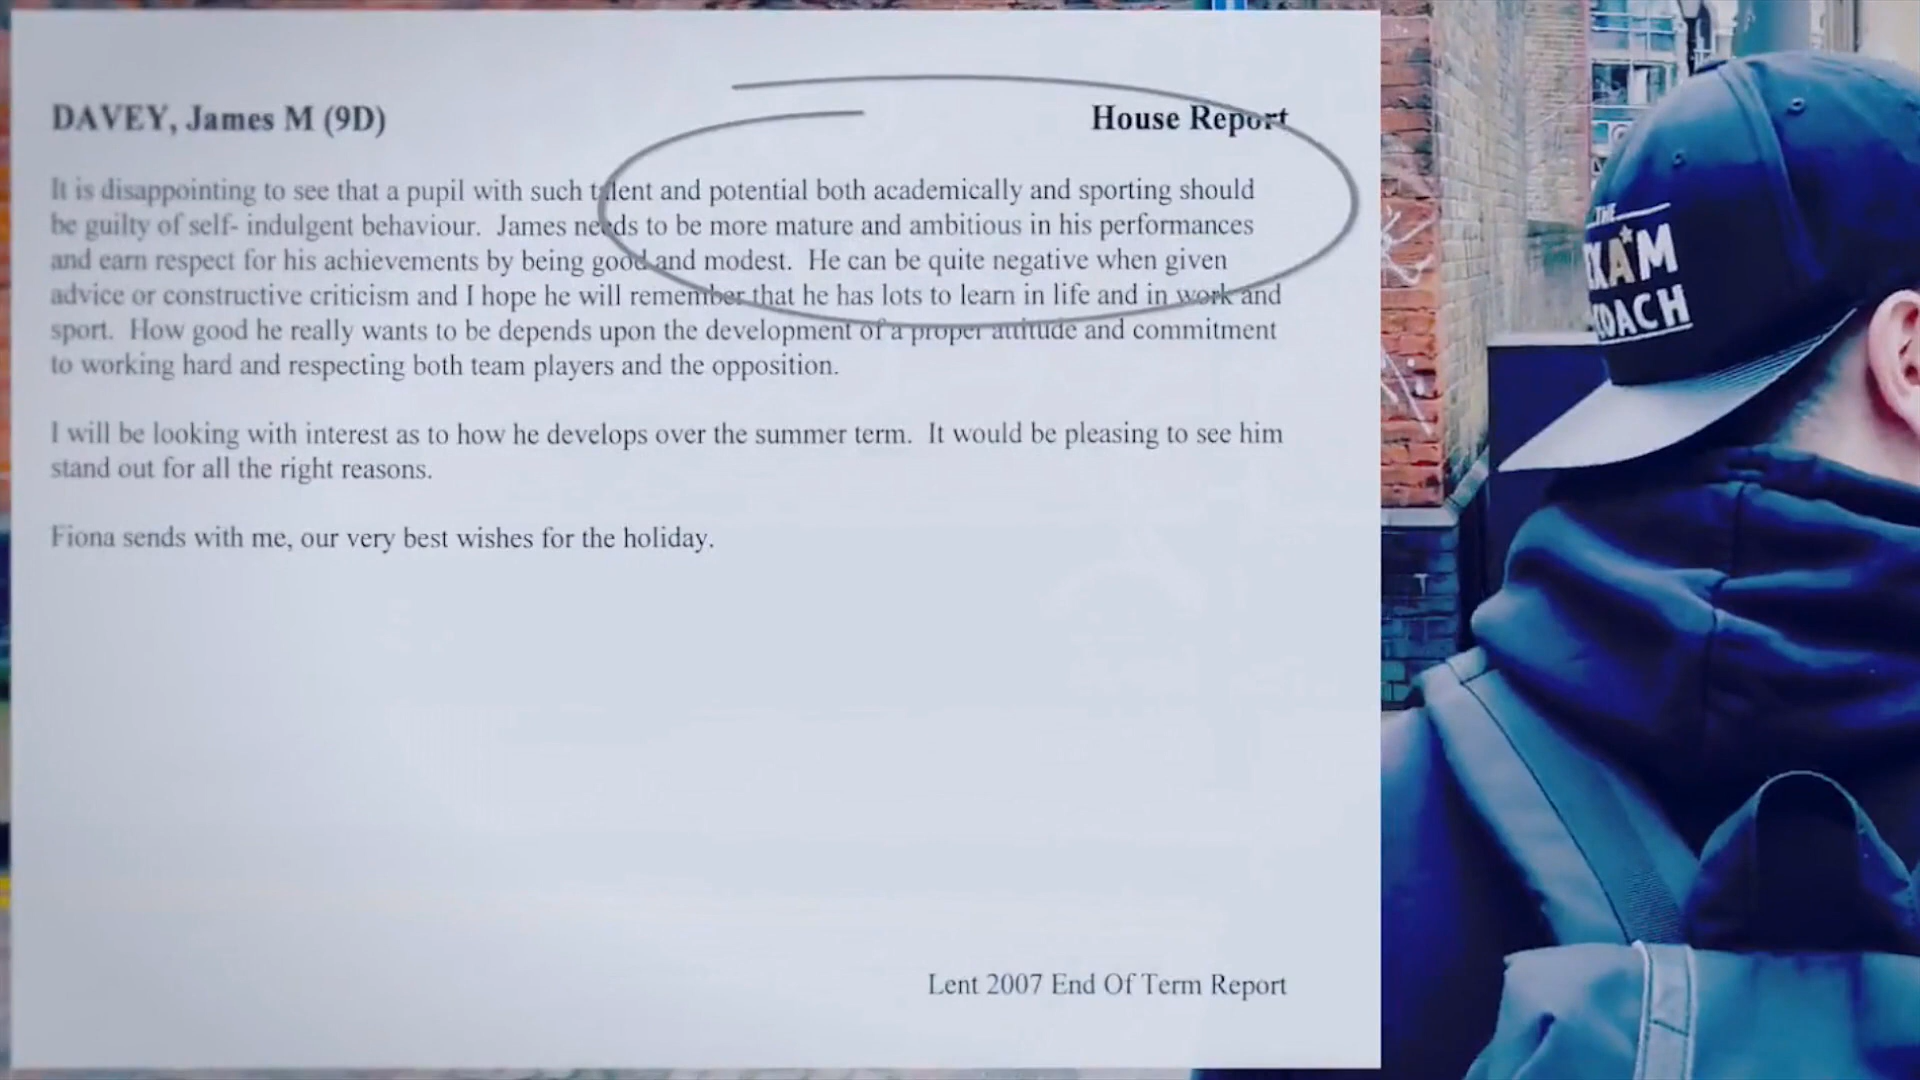 DAVEY, James M (9D)
House Report
It is disappointing to see that a pupil with such talent and potential both academically and sporting should
be guilty of self- indulgent behaviour. James needs to be more mature and ambitious in his performances
and earn respect for his achievements by being good and modest. He can be quite negative when given
advice or constructive criticism and I hope he will remember that he has lots to learn in life and in work and
sport. How good he really wants to be depends upon the development of a proper attitude and commitment
to working hard and respecting both team players and the opposition.
I will be looking with interest as to how he develops over the summer term. It would be pleasing to see him
stand out for all the right reasons.
Fiona sends with me, our very best wishes for the holiday.
Lent 2007 End Of Term Report
THE
EXAM
COACH